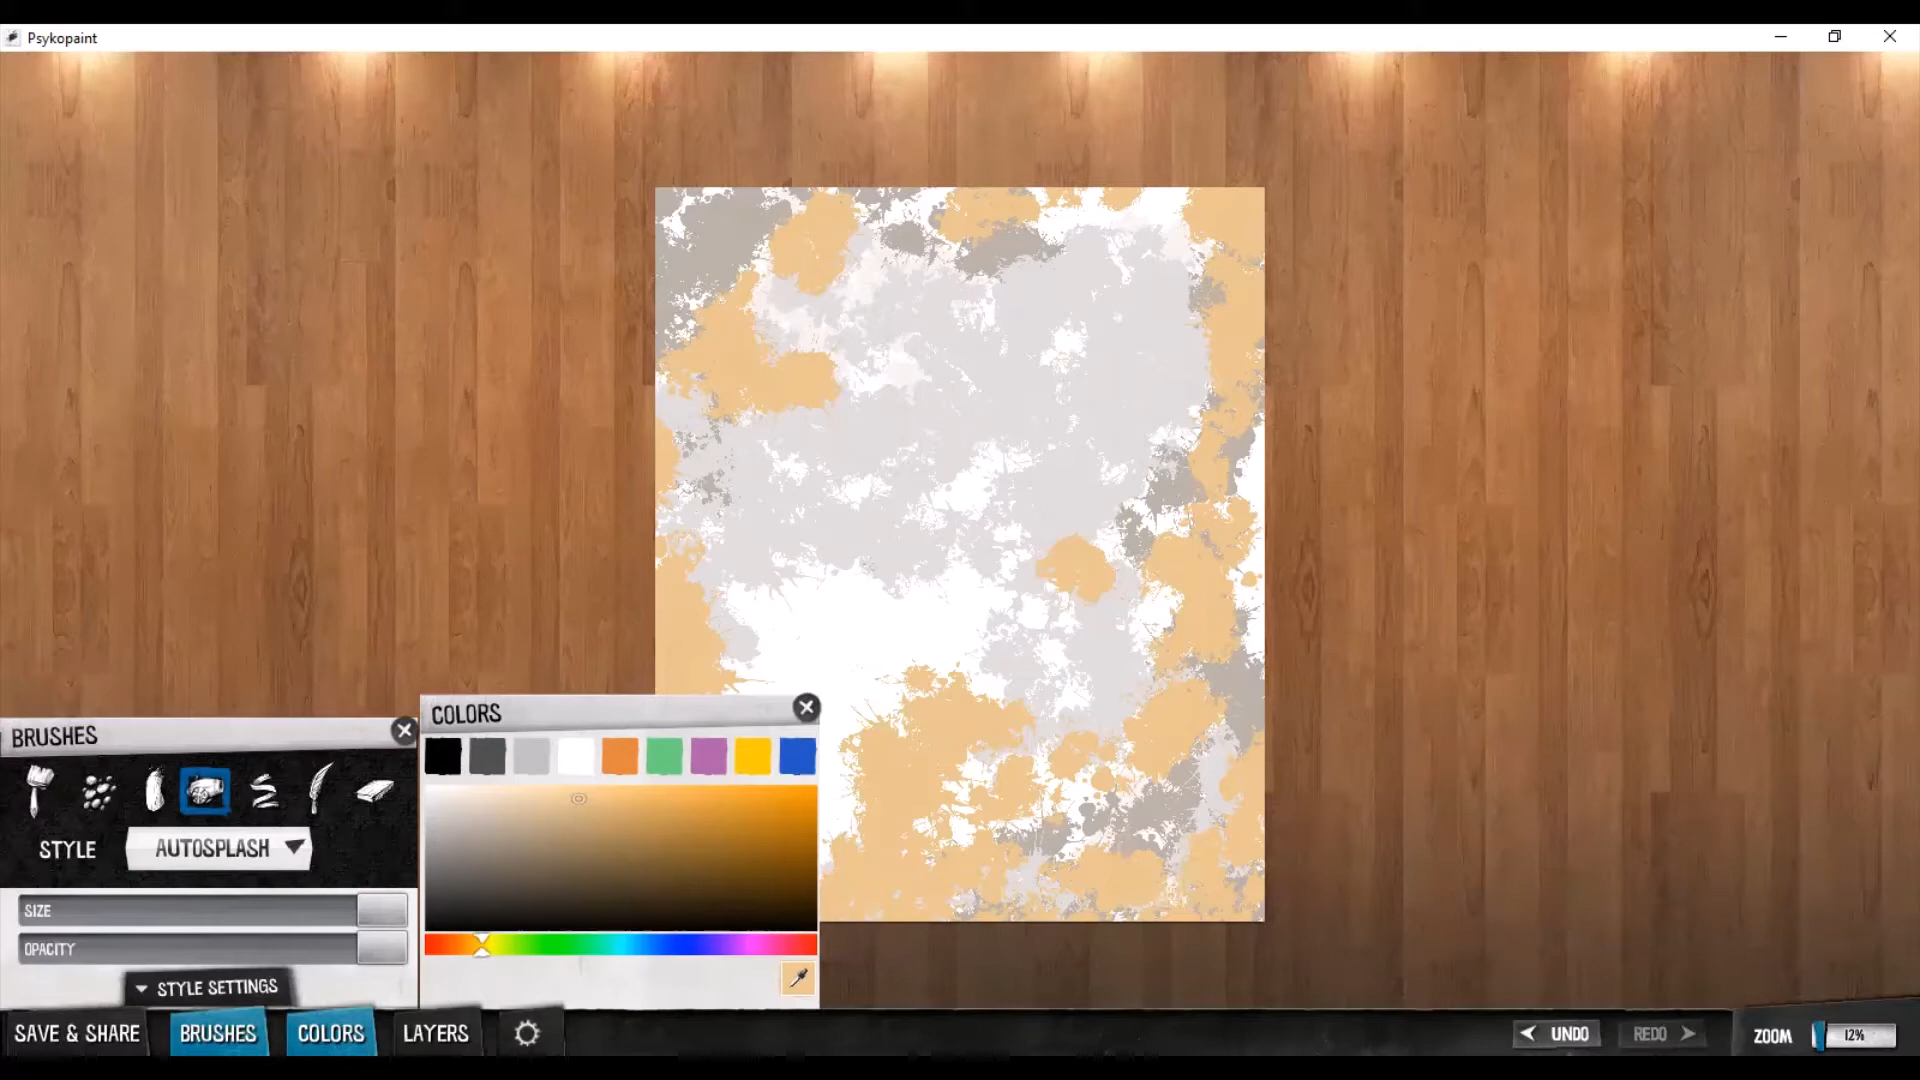 Psykopaint
BRUSHES
STYLE AUTOSPLASH
SIZE
OPACITY
STYLE SETTINGS
COLORS
SAVE & SHARE BRUSHES COLORS LAYERS UNDO REDO ZOOM 12%